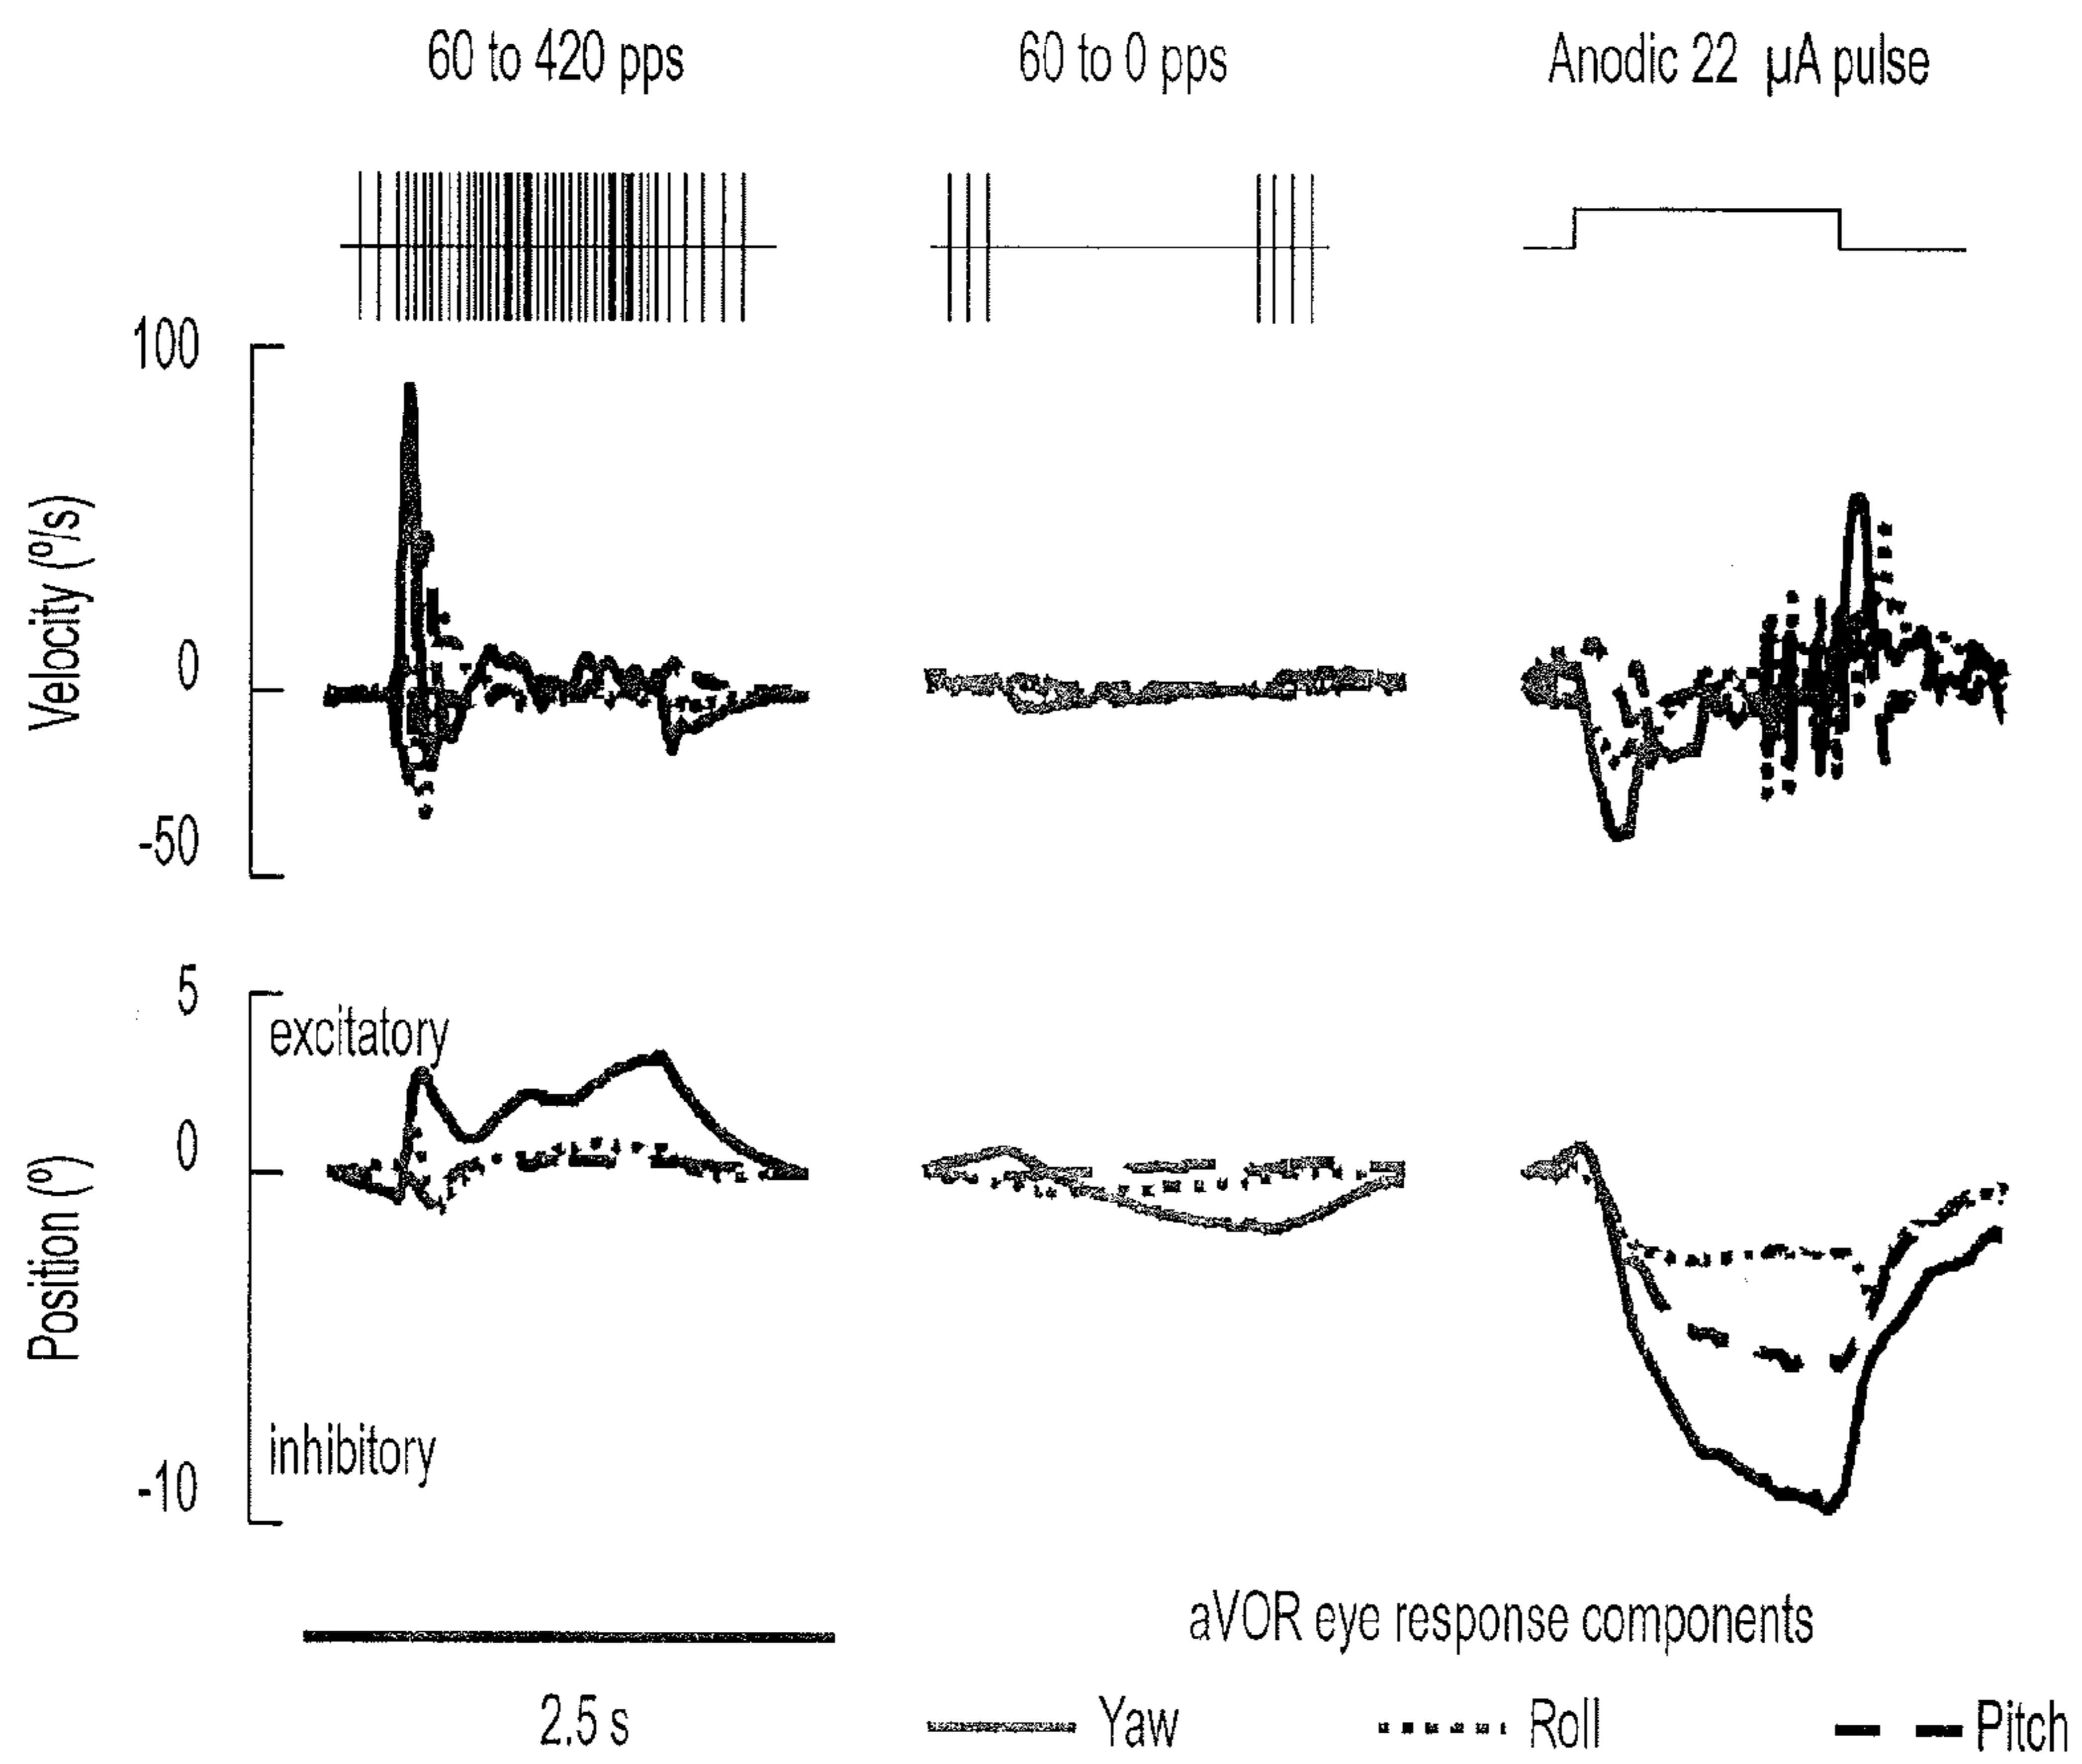 60 to 420 pps
60 to 0 pps
Anodic 22 µA pulse
100
0
-50
Velocity (º/s)
5
0
-10
Position (º)
excitatory
inhibitory
2.5 s
aVOR eye response components
Yaw
Roll
Pitch